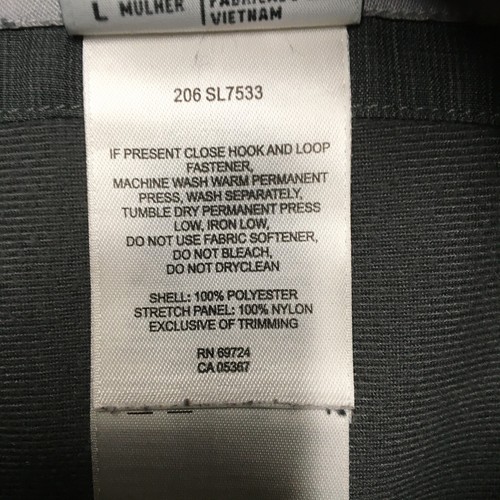 L MULHER
VIETNAM
206 SL7533
IF PRESENT CLOSE HOOK AND LOOP
FASTENER,
MACHINE WASH WARM PERMANENT
PRESS, WASH SEPARATELY,
TUMBLE DRY PERMANENT PRESS
LOW, IRON LOW,
DO NOT USE FABRIC SOFTENER,
DO NOT BLEACH,
DO NOT DRYCLEAN
SHELL: 100% POLYESTER
STRETCH PANEL: 100% NYLON
EXCLUSIVE OF TRIMMING
RN 69724
CA 05367